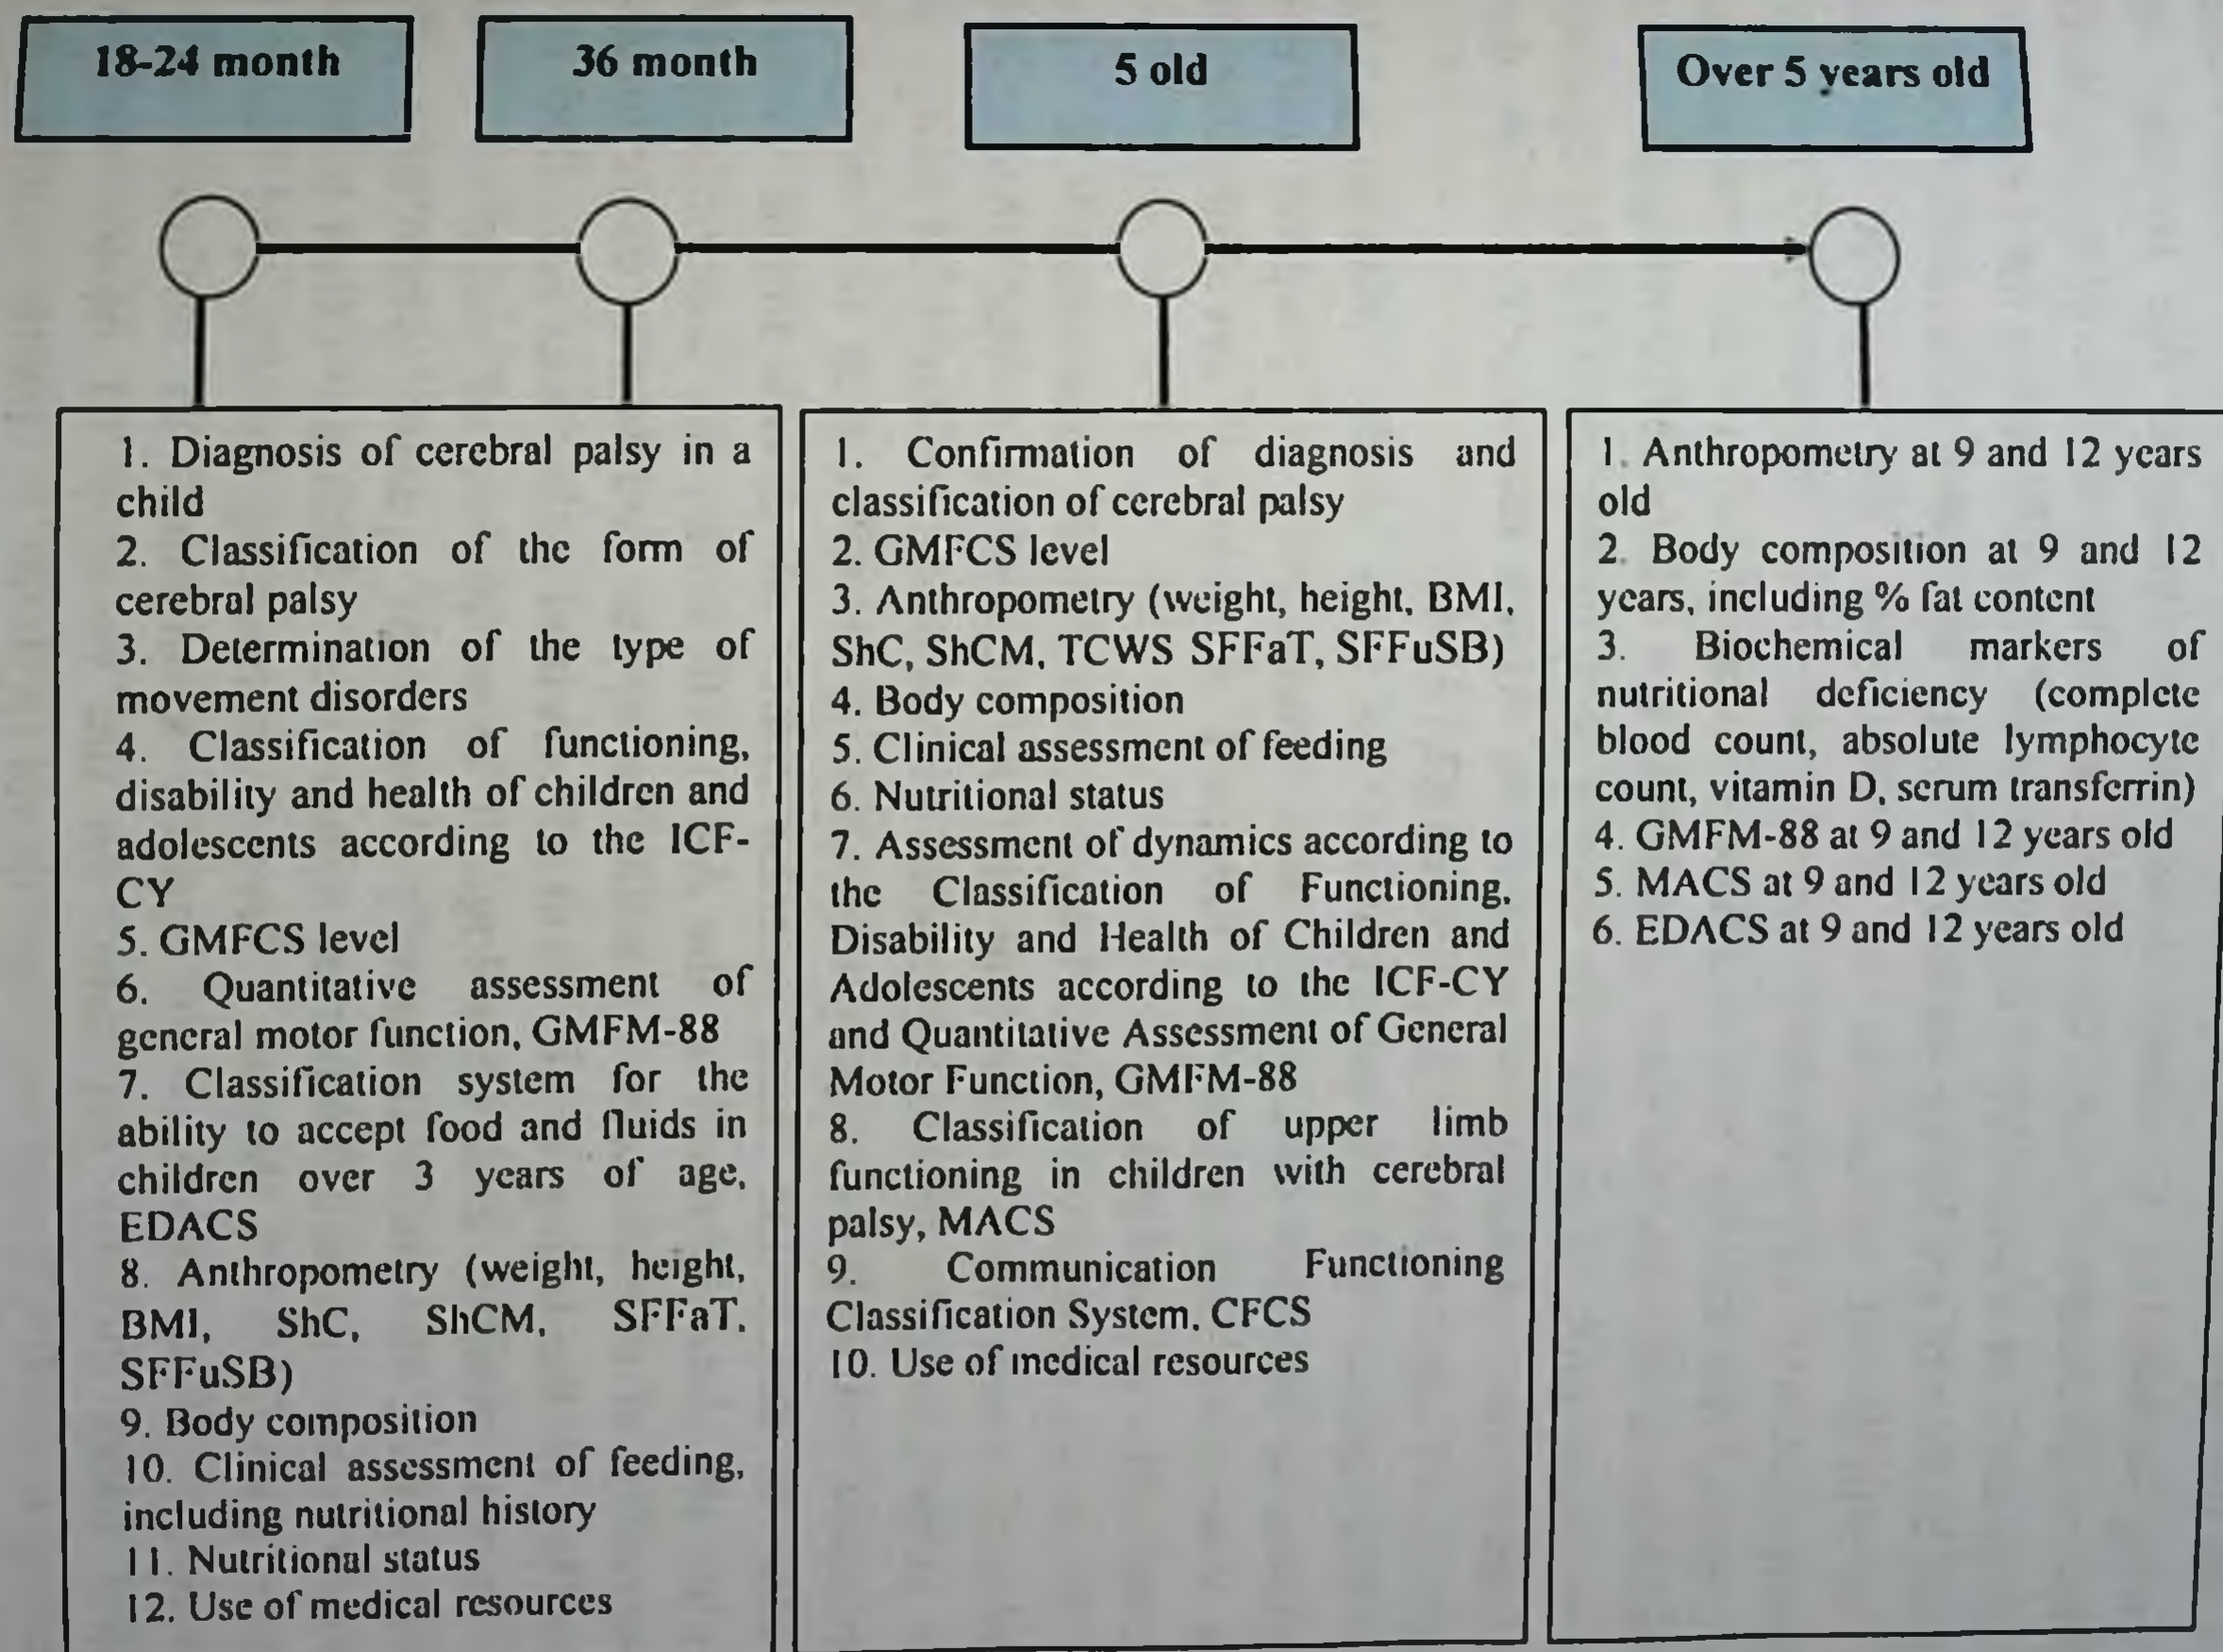 18-24 month
36 month
5 old
Over 5 years old
1. Diagnosis of cerebral palsy in a
child
2. Classification of the form of
cerebral palsy
3. Determination of the type of
movement disorders
4. Classification of functioning,
disability and health of children and
adolescents according to the ICF-
CY
5. GMFCS level
6. Quantitative assessment of
general motor function, GMFM-88
7. Classification system for the
ability to accept food and fluids in
children over 3 years of age,
EDACS
8. Anthropometry (weight, height,
BMI, ShC, ShCM, SFFaT,
SFFuSB)
9. Body composition
10. Clinical assessment of feeding,
including nutritional history
11. Nutritional status
12. Use of medical resources
1. Confirmation of diagnosis and
classification of cerebral palsy
2. GMFCS level
3. Anthropometry (weight, height, BMI,
ShC, ShCM, TCWS SFFaT, SFFuSB)
4. Body composition
5. Clinical assessment of feeding
6. Nutritional status
7. Assessment of dynamics according to
the Classification of Functioning,
Disability and Health of Children and
Adolescents according to the ICF-CY
and Quantitative Assessment of General
Motor Function, GMFM-88
8. Classification of upper limb
functioning in children with cerebral
palsy, MACS
9. Communication Functioning
Classification System, CFCS
10. Use of medical resources
1. Anthropometry at 9 and 12 years
old
2. Body composition at 9 and 12
years, including % fat content
3. Biochemical markers of
nutritional deficiency (complete
blood count, absolute lymphocyte
count, vitamin D, serum transferrin)
4. GMFM-88 at 9 and 12 years old
5. MACS at 9 and 12 years old
6. EDACS at 9 and 12 years old